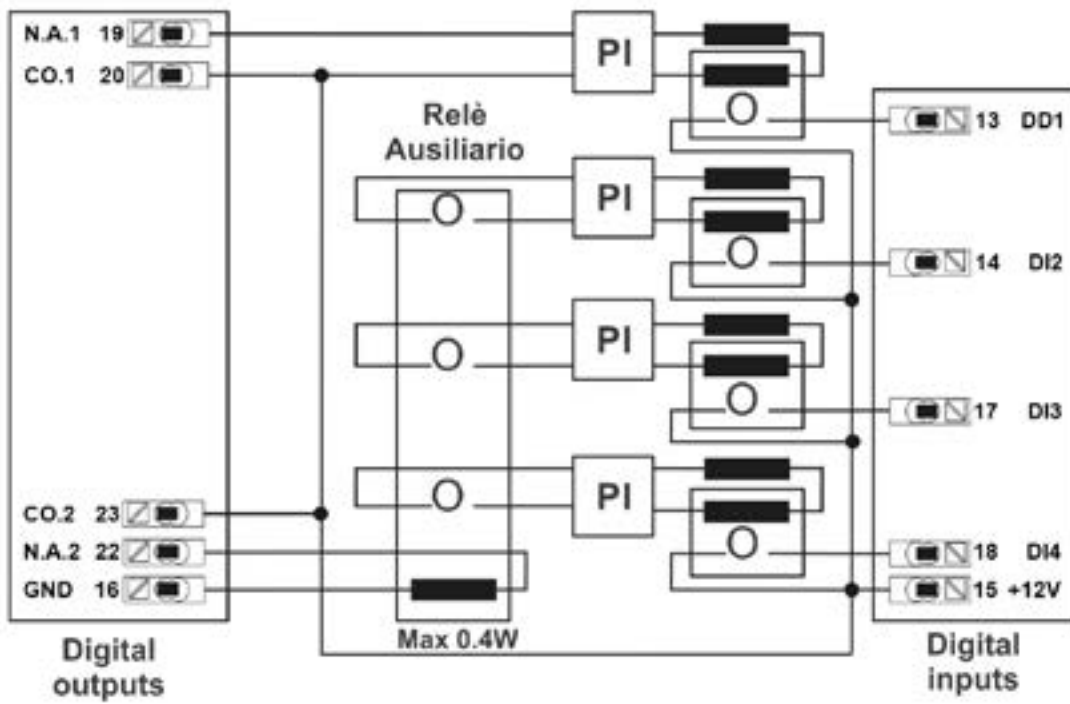 N.A.1 19
CO.1 20
PI
Relè
Ausiliario
13 DD1
PI
14 DI2
PI
17 DI3
PI
CO.2 23
N.A.2 22
GND 16
18 DI4
15 +12V
Max 0.4W
Digital
outputs
Digital
inputs